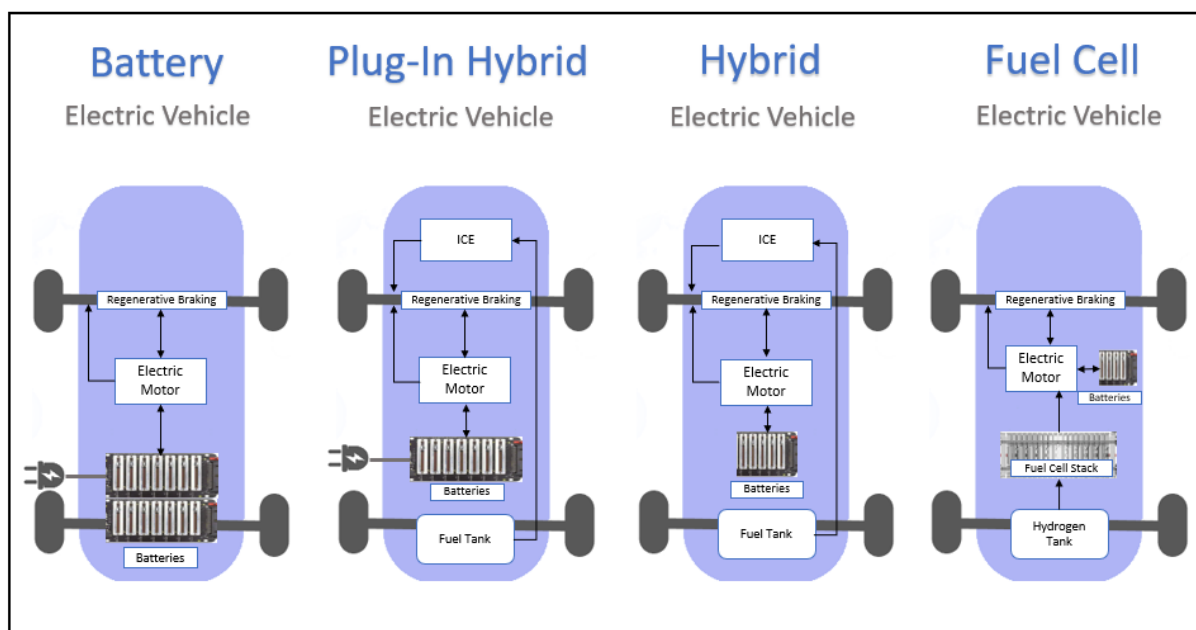 Battery
Electric Vehicle
Regenerative Braking
Electric
Motor
Batteries
Plug-In Hybrid
Electric Vehicle
ICE
Regenerative Braking
Electric
Motor
Batteries
Fuel Tank
Hybrid
Electric Vehicle
ICE
Regenerative Braking
Electric
Motor
Batteries
Fuel Tank
Fuel Cell
Electric Vehicle
Regenerative Braking
Electric
Motor
Batteries
Fuel Cell Stack
Hydrogen
Tank